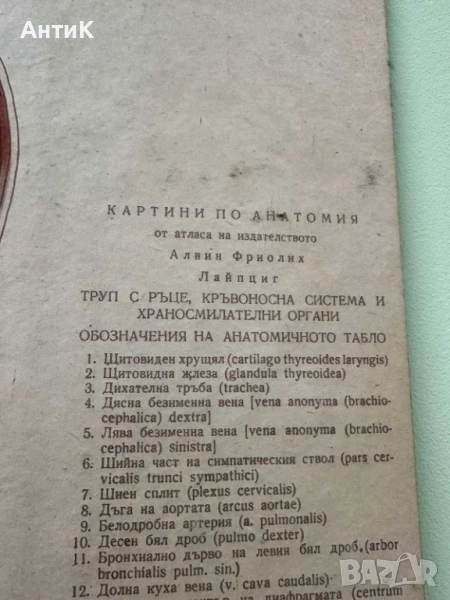 АнтиК
КАРТИНИ ПО АНАТОМИЯ
от атласа на издателството
Алвин Фриолих
Лайпциг
ТРУП С РЪЦЕ, КРЪВОНОСНА СИСТЕМА И
ХРАНОСМИЛАТЕЛНИ ОРГАНИ
ОБОЗНАЧЕНИЯ НА АНАТОМИЧНОТО ТАБЛО
1. Щитовиден хрущял (cartilago thyreoides laryngis)
2. Щитовидна жлеза (glandula thyreoidea)
3. Дихателна тръба (trachea)
4. Дясна безименна вена [vena anonyma (brachio-
cephalica) dextra]
5. Лява безименна вена [vena anonyma (brachio-
cephalica) sinistra]
6. Шийна част на симпатическия ствол (pars cer-
vicalis trunci sympathici)
7. Шиен сплит (plexus cervicalis)
8. Дъга на аортата (arcus aortae)
9. Белодробна артерия (a. pulmonalis)
10. Десен бял дроб (pulmo dexter)
11. Бронхиално дърво на левия бял дроб (arbor
bronchialis pulm. sin.)
12. Долна куха вена (v. cava caudalis)
на диафрагмата (centrum
bazar